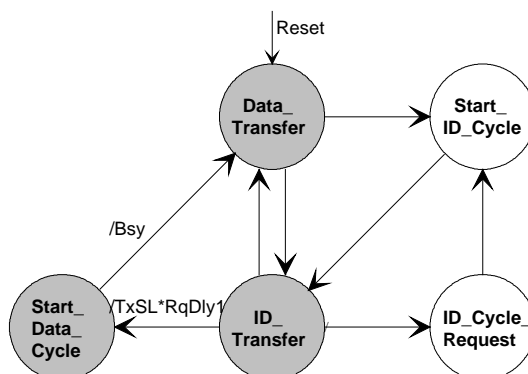 Reset
Data_
Transfer
Start_
ID_Cycle
/Bsy
/TxSL*RqDly1
Start_
Data_
Cycle
ID_
Transfer
ID_Cycle_
Request